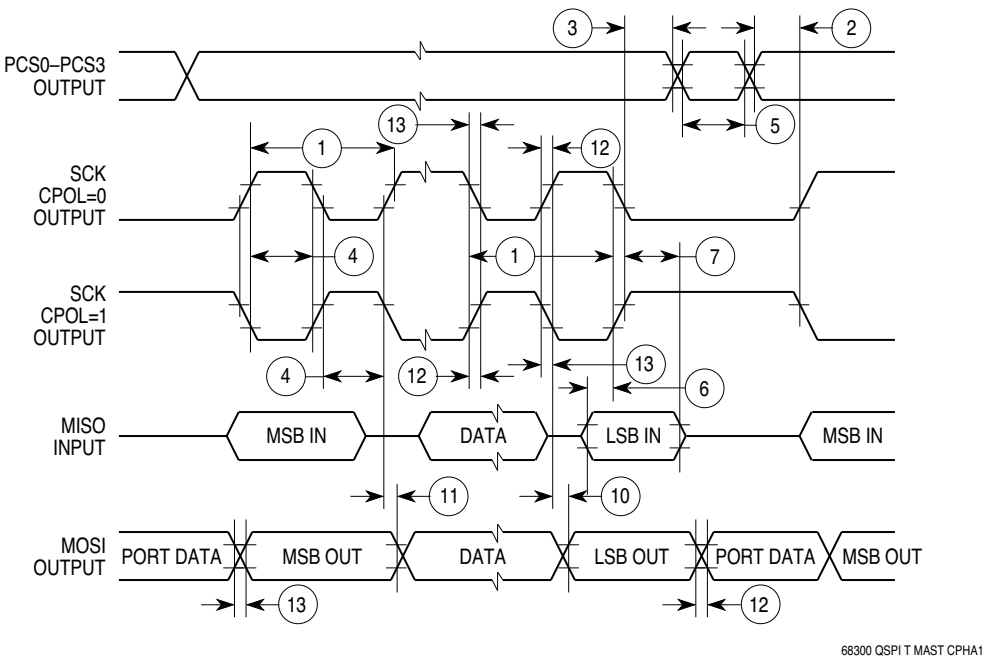 3
2
PCS0–PCS3
OUTPUT
5
13
12
1
SCK
CPOL=0
OUTPUT
4
1
7
SCK
CPOL=1
OUTPUT
4
12
13
6
MISO
INPUT
MSB IN
DATA
LSB IN
MSB IN
11
10
MOSI
OUTPUT
PORT DATA
MSB OUT
DATA
LSB OUT
PORT DATA
MSB OUT
13
12
68300 QSPI T MAST CPHA1